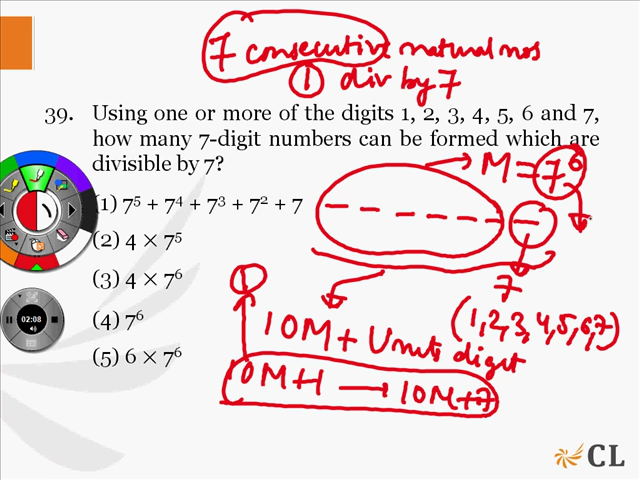 7 consecutive natural nos
1 div by 7
39. Using one or more of the digits 1, 2, 3, 4, 5, 6 and 7,
how many 7-digit numbers can be formed which are
divisible by 7?
(1) 7⁵ + 7⁴ + 7³ + 7² + 7
(2) 4 × 7⁵
(3) 4 × 7⁶
(4) 7⁶
(5) 6 × 7⁶
M = 7⁶
7
1
10M + Units digit
(1,2,3,4,5,6,7)
10M+1 → 10M+7
02:08
CL